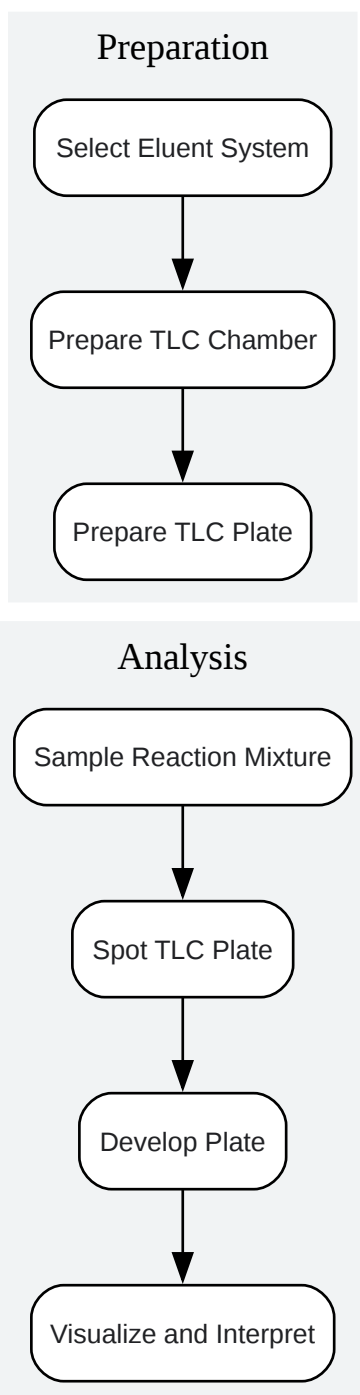 Preparation
Select Eluent System
Prepare TLC Chamber
Prepare TLC Plate
Analysis
Sample Reaction Mixture
Spot TLC Plate
Develop Plate
Visualize and Interpret